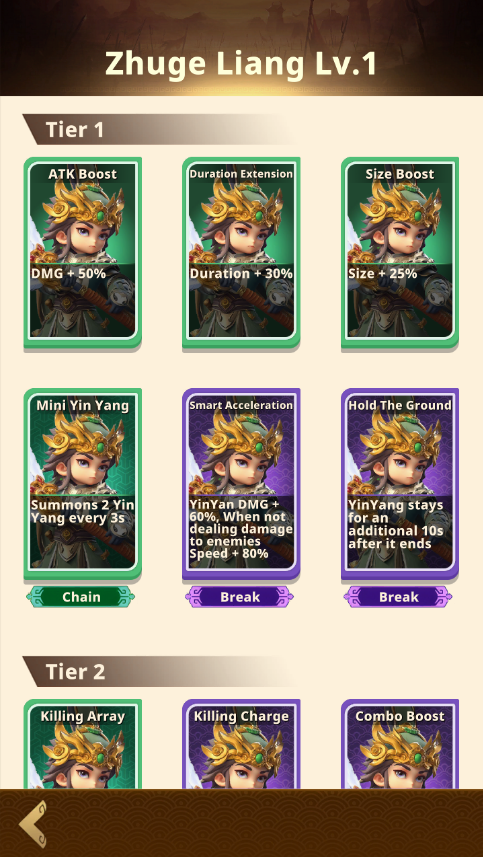 Zhuge Liang Lv.1
Tier 1
ATK Boost
DMG + 50%
Duration Extension
Duration + 30%
Size Boost
Size + 25%
Mini Yin Yang
Summons 2 Yin
Yang every 3s
Chain
Smart Acceleration
YinYan DMG +
60%, When not
dealing damage
to enemies
Speed + 80%
Break
Hold The Ground
YinYang stays
for an
additional 10s
after it ends
Break
Tier 2
Killing Array
Killing Charge
Combo Boost